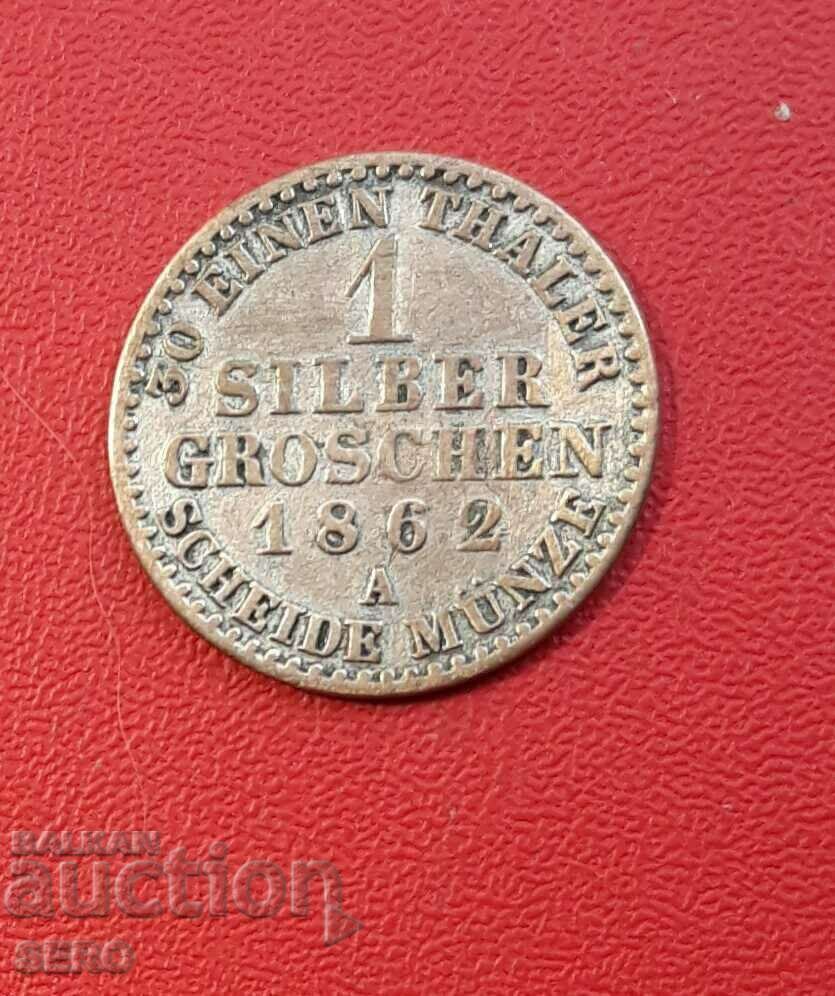 30 EINEN THALER
1
SILBER
GROSCHEN
1862
A
SCHEIDE MÜNZE
BALKAN
auction
SERO